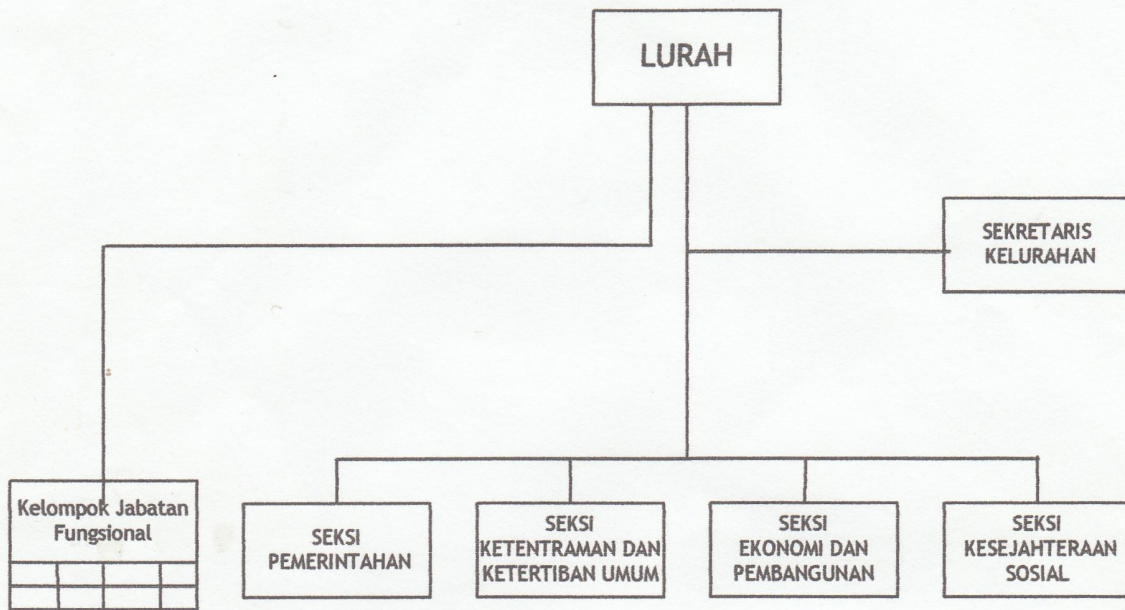 LURAH
SEKRETARIS
KELURAHAN
Kelompok Jabatan
Fungsional
SEKSI
PEMERINTAHAN
SEKSI
KETENTRAMAN DAN
KETERTIBAN UMUM
SEKSI
EKONOMI DAN
PEMBANGUNAN
SEKSI
KESEJAHTERAAN
SOSIAL